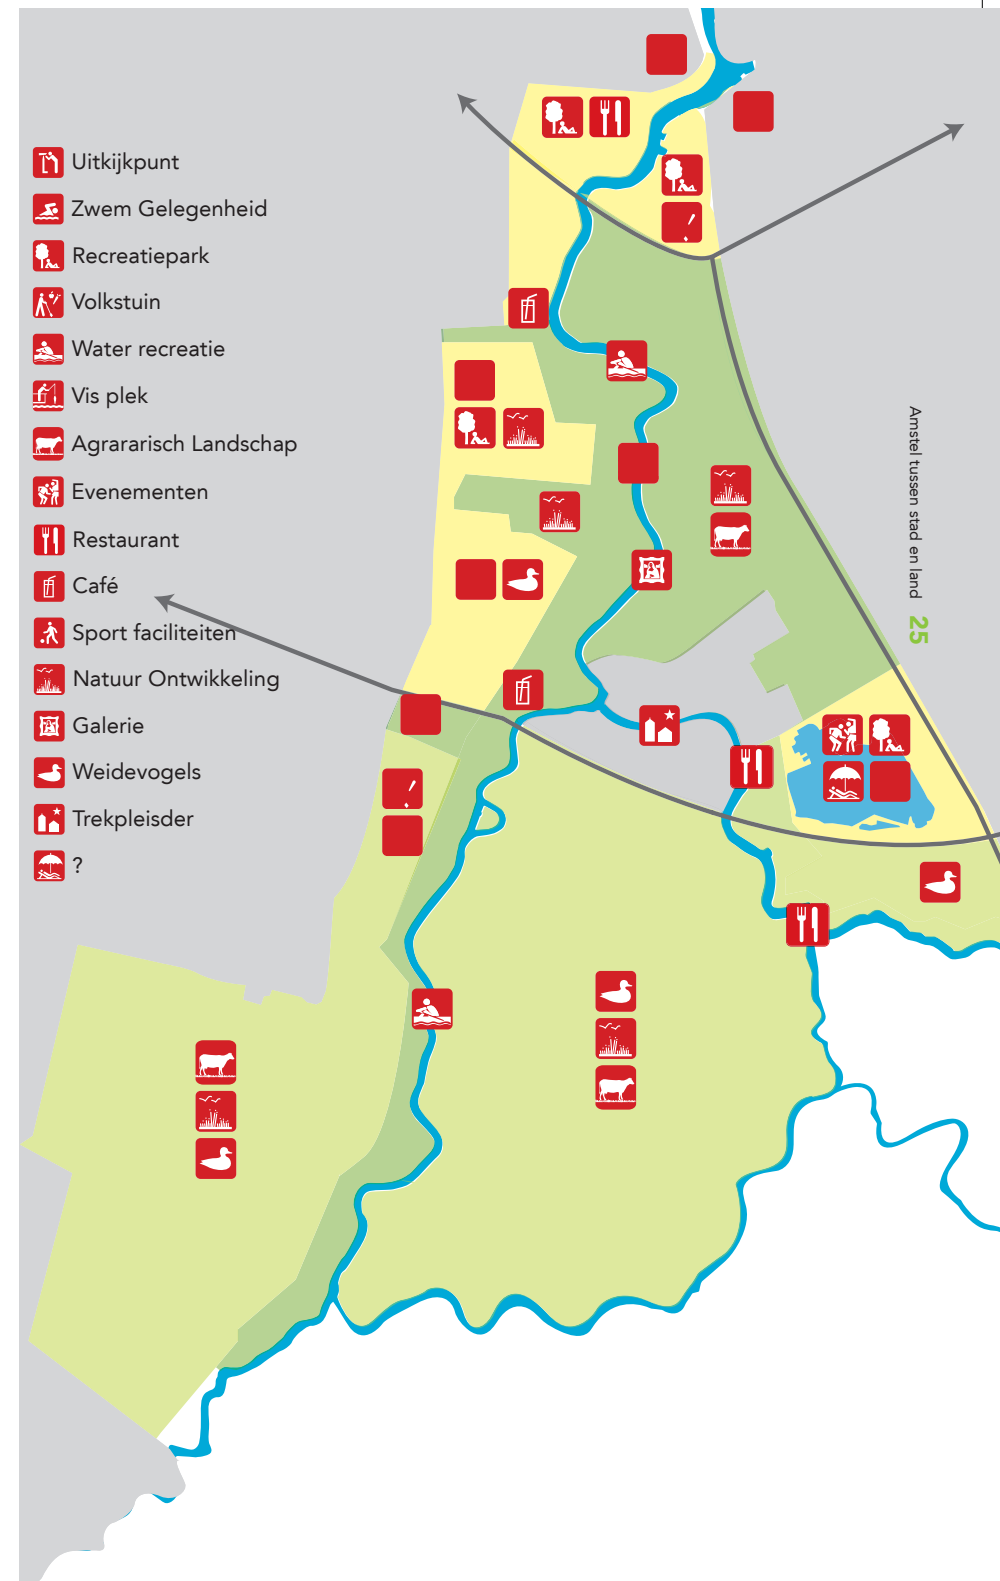 Uitkijkpunt
Zwem Gelegenheid
Recreatiepark
Volkstuin
Water recreatie
Vis plek
Agrararisch Landschap
Evenementen
Restaurant
Café
Sport faciliteiten
Natuur Ontwikkeling
Galerie
Weidevogels
Trekpleisder
?
Amstel tussen stad en land 25